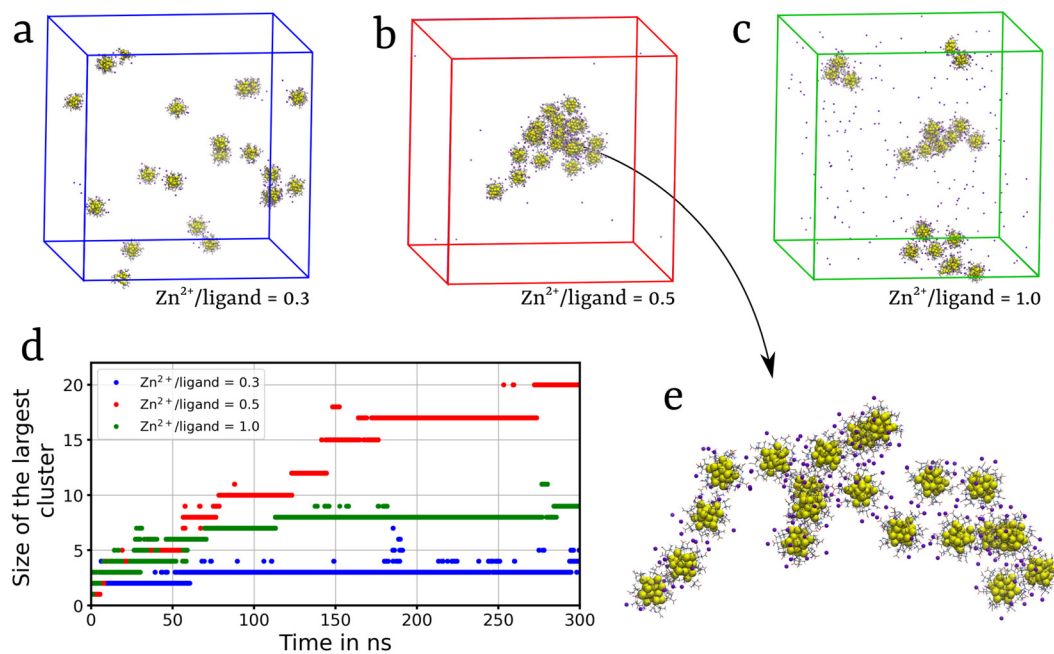 a
b
c
Zn²⁺/ligand = 0.3
Zn²⁺/ligand = 0.5
Zn²⁺/ligand = 1.0
d
Size of the largest
cluster
20
15
10
5
0
Zn²⁺/ligand = 0.3
Zn²⁺/ligand = 0.5
Zn²⁺/ligand = 1.0
0
50
100
150
200
250
300
Time in ns
e